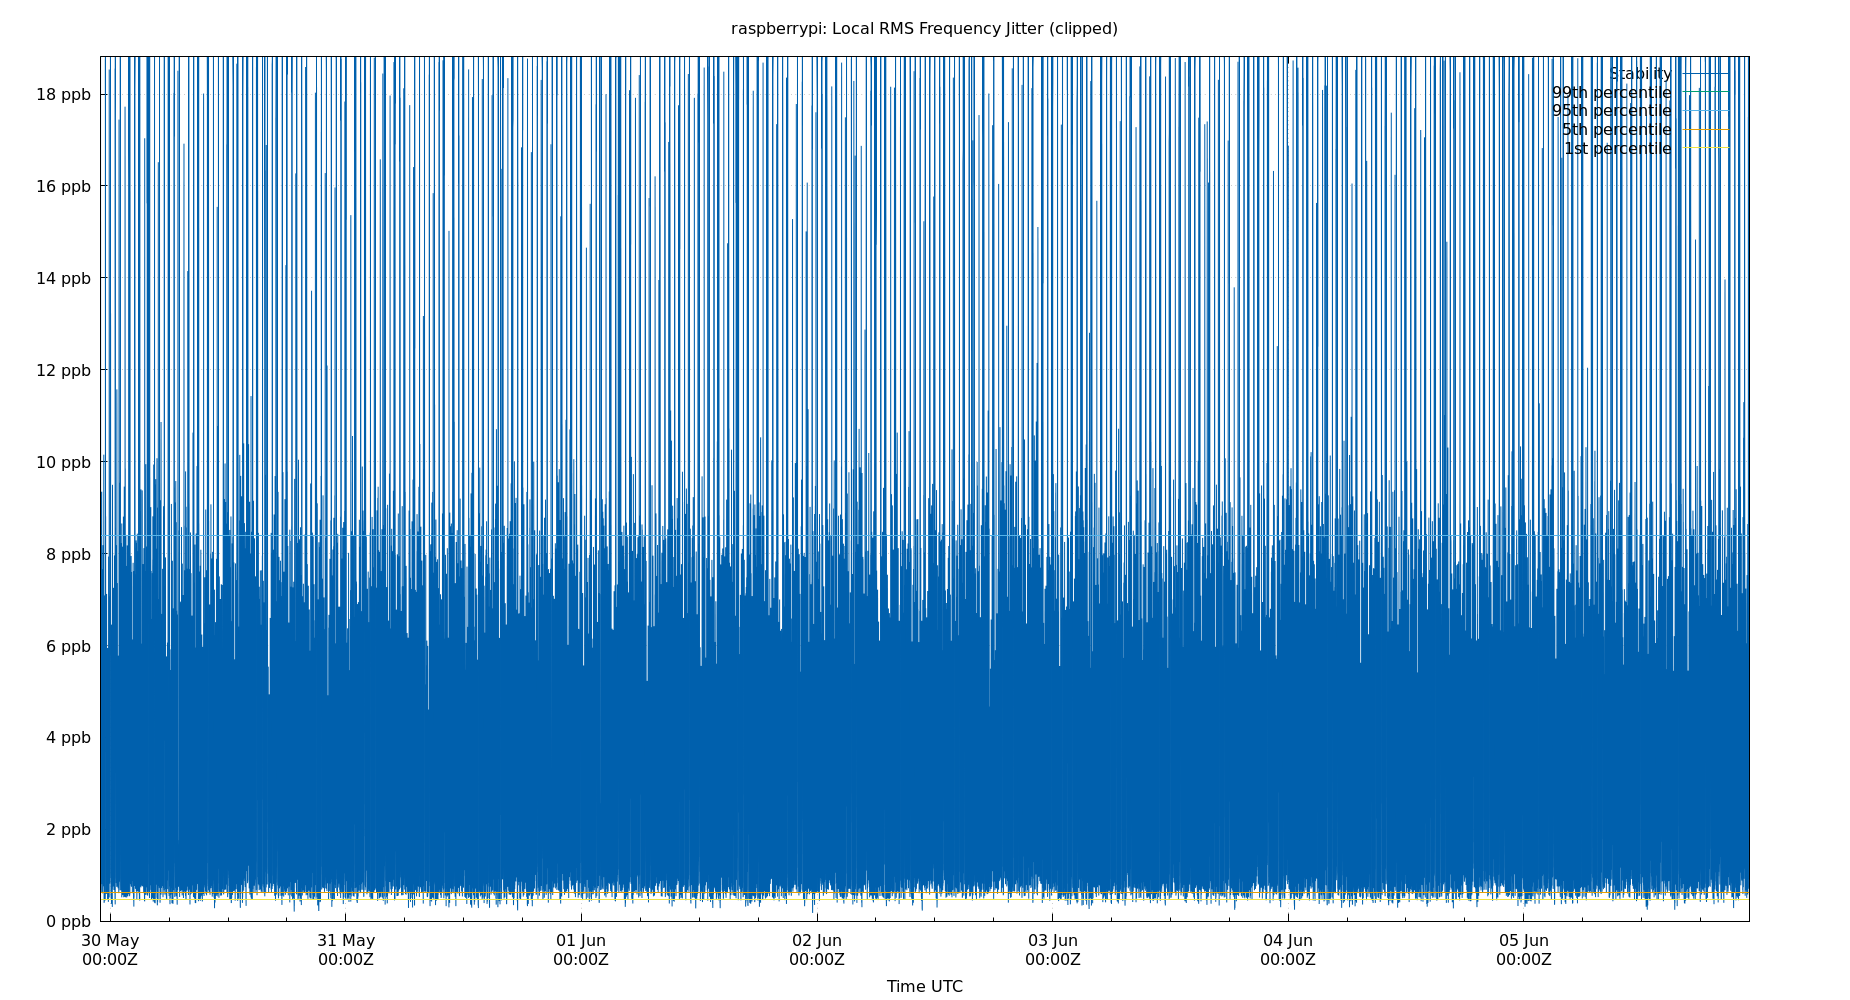 raspberrypi: Local RMS Frequency Jitter (clipped)
Stability
99th percentile
95th percentile
5th percentile
1st percentile
18 ppb
16 ppb
14 ppb
12 ppb
10 ppb
8 ppb
6 ppb
4 ppb
2 ppb
0 ppb
30 May 31 May 01 Jun 02 Jun 03 Jun 04 Jun 05 Jun
00:00Z 00:00Z 00:00Z 00:00Z 00:00Z 00:00Z 00:00Z
Time UTC